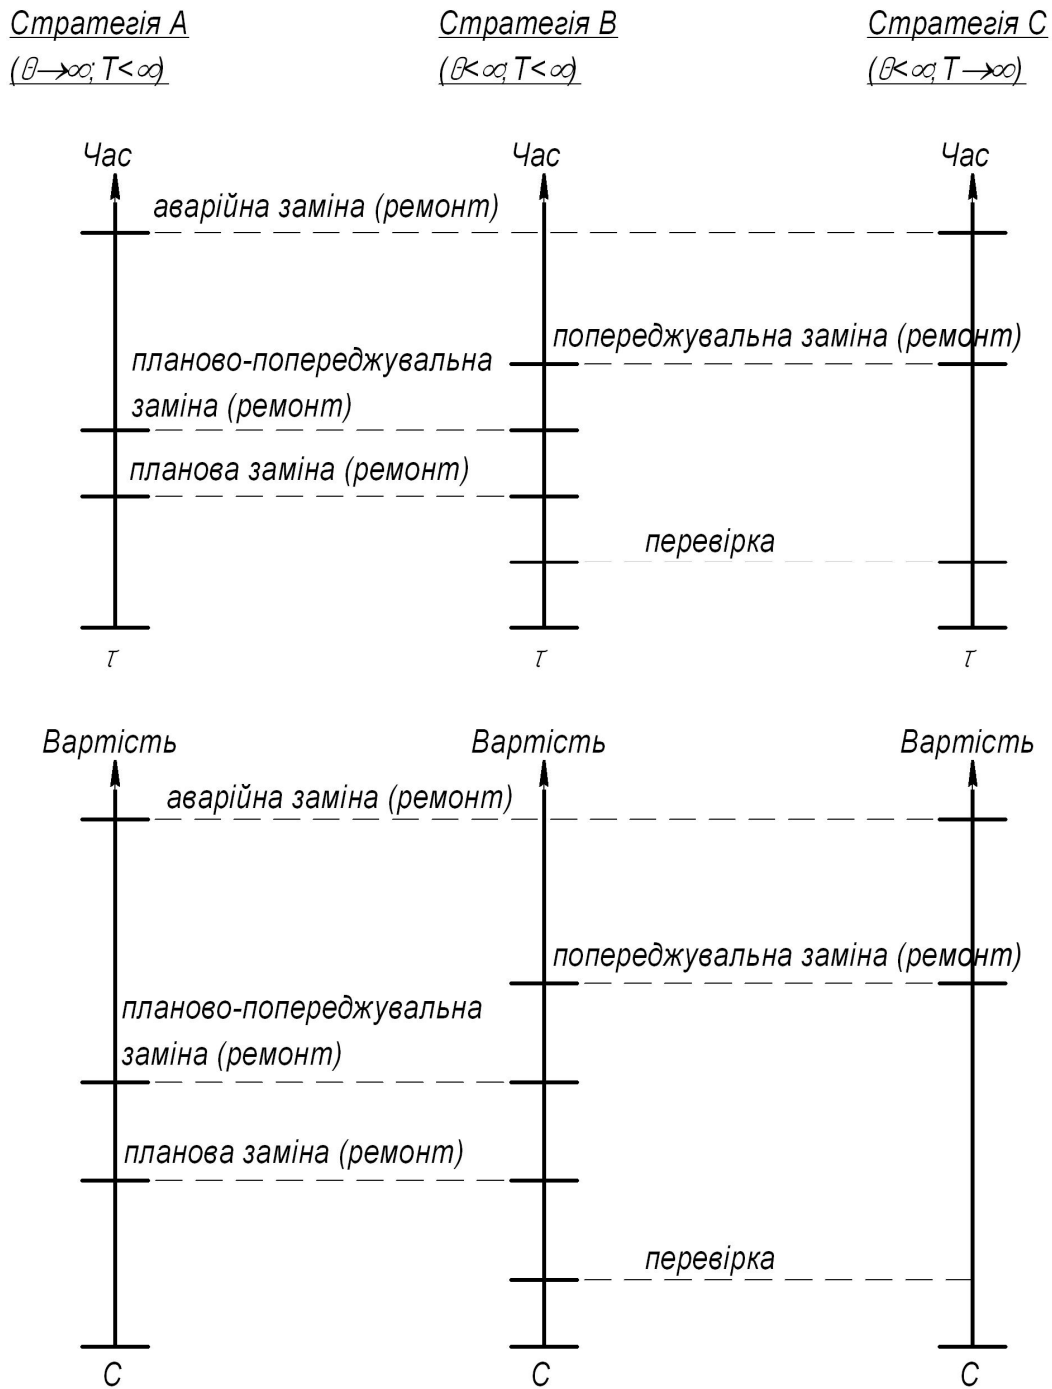 Стратегія А
Стратегія В
Стратегія С
(θ→∞; T<∞)
(θ<∞; T<∞)
(θ<∞; T→∞)
Час
Час
Час
аварійна заміна (ремонт)
попереджувальна заміна (ремонт)
планово-попереджувальна
заміна (ремонт)
планова заміна (ремонт)
перевірка
τ
τ
τ
Вартість
Вартість
Вартість
аварійна заміна (ремонт)
попереджувальна заміна (ремонт)
планово-попереджувальна
заміна (ремонт)
планова заміна (ремонт)
перевірка
С
С
С